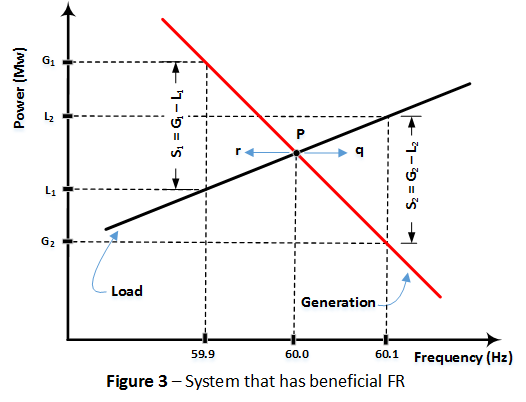 Power (Mw)
G₁
L₂
L₁
G₂
S₁ = G₁ – L₁
P
r
q
S₂ = G₂ – L₂
Load
Generation
59.9
60.0
60.1
Frequency (Hz)
Figure 3 – System that has beneficial FR